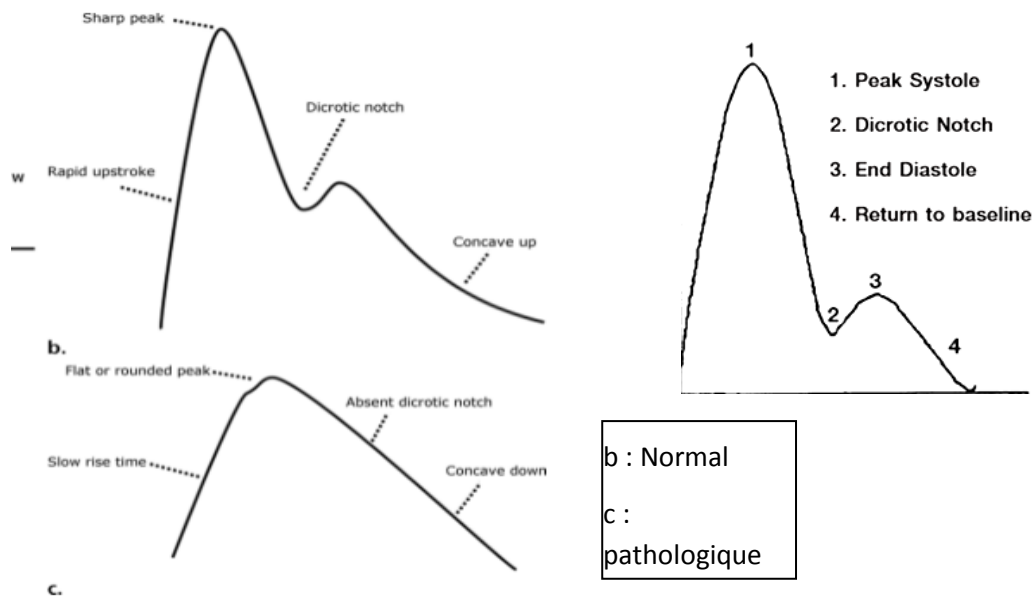 Sharp peak
Dicrotic notch
w
Rapid upstroke
Concave up
b.
Flat or rounded peak
Absent dicrotic notch
Slow rise time
Concave down
c.
1
1. Peak Systole
2. Dicrotic Notch
3. End Diastole
4. Return to baseline
2
3
4
b : Normal
c :
pathologique